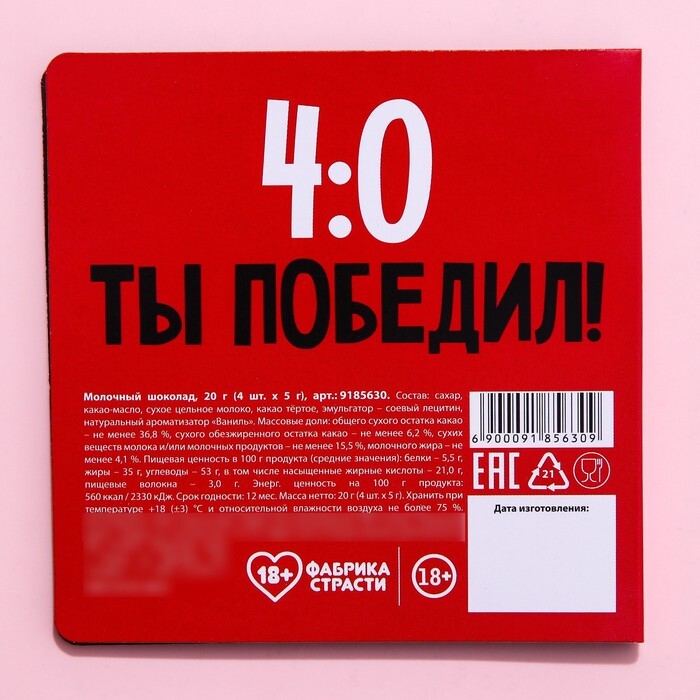 4:0
ТЫ ПОБЕДИЛ!
Молочный шоколад, 20 г (4 шт. х 5 г), арт.: 9185630. Состав: сахар,
какао-масло, сухое цельное молоко, какао тёртое, эмульгатор – соевый лецитин,
натуральный ароматизатор «Ваниль». Массовые доли: общего сухого остатка какао
– не менее 36,8 %, сухого обезжиренного остатка какао – не менее 6,2 %, сухих
веществ молока и/или молочных продуктов – не менее 15,5 %, молочного жира – не
менее 4,1 %. Пищевая ценность в 100 г продукта (средние значения): белки – 5,5 г,
жиры – 35 г, углеводы – 53 г, в том числе насыщенные жирные кислоты – 21,0 г,
пищевые волокна – 3,0 г. Энерг. ценность на 100 г продукта:
560 ккал / 2330 кДж. Срок годности: 12 мес. Масса нетто: 20 г (4 шт. х 5 г). Хранить при
температуре +18 (±3) °С и относительной влажности воздуха не более 75 %.
6 900091 856309
EAC
21
Дата изготовления:
18+
ФАБРИКА
СТРАСТИ
18+